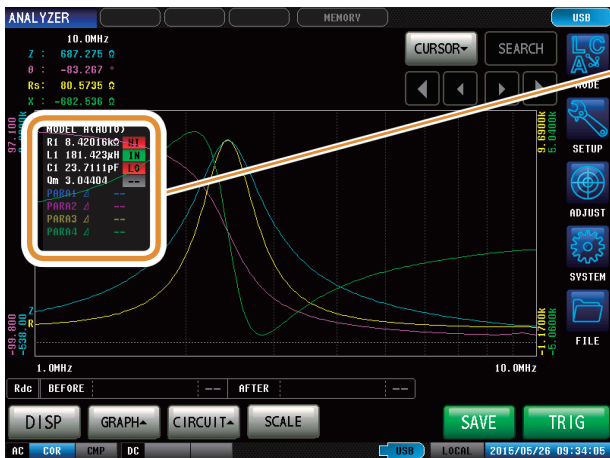 ANALYZER MEMORY USB
10.0MHz
Z : 687.275 Ω
θ : -83.267 °
Rs: 80.5735 Ω
X : -682.536 Ω
CURSOR SEARCH
LCA
MODE
SETUP
ADJUST
SYSTEM
FILE
97.100
9.6900k
5.0400k
MODEL A(AUTO)
R1 8.42016kΩ HI
L1 181.423μH IN
C1 23.7111pF LO
Qm 3.04404 --
PARA1 ⊿ --
PARA2 ⊿ --
PARA3 ⊿ --
PARA4 ⊿ --
Z
R
-99.800
-530.00
-1.1700k
-5.0600k
1.0MHz 10.0MHz
Rdc BEFORE -- AFTER --
DISP GRAPH CIRCUIT SCALE SAVE TRIG
AC COR CMP DC USB LOCAL 2015/05/26 09:34:05